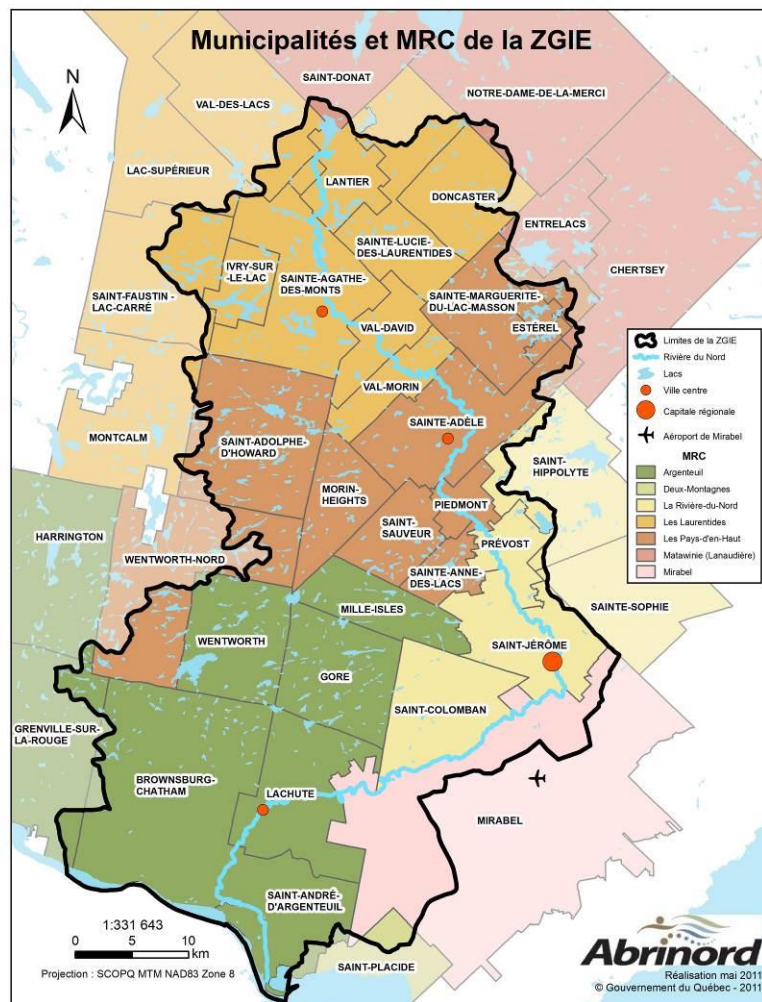 Municipalités et MRC de la ZGIE
N
SAINT-DONAT
VAL-DES-LACS
NOTRE-DAME-DE-LA-MERCI
LAC-SUPÉRIEUR
LANTIER
DONCASTER
ENTRELACS
CHERTSEY
SAINTE-LUCIE-
DES-LAURENTIDES
IVRY-SUR
-LE-LAC
SAINTE-AGATHE-
DES-MONTS
SAINT-FAUSTIN -
LAC-CARRÉ
SAINTE-MARGUERITE-
DU-LAC-MASSON
ESTÉREL
VAL-DAVID
VAL-MORIN
SAINTE-ADÈLE
MONTCALM
SAINT-ADOLPHE-
D'HOWARD
MORIN-
HEIGHTS
SAINT-
HIPPOLYTE
PIEDMONT
SAINT-
SAUVEUR
PRÉVOST
HARRINGTON
WENTWORTH-NORD
SAINTE-ANNE-
DES-LACS
MILLE-ISLES
SAINTE-SOPHIE
WENTWORTH
SAINT-JÉRÔME
GORE
SAINT-COLOMBAN
GRENVILLE-SUR-
LA-ROUGE
BROWNSBURG-
CHATHAM
LACHUTE
MIRABEL
SAINT-ANDRÉ-
D'ARGENTEUIL
SAINT-PLACIDE
Limites de la ZGIE
Rivière du Nord
Lacs
Ville centre
Capitale régionale
Aéroport de Mirabel
MRC
Argenteuil
Deux-Montagnes
La Rivière-du-Nord
Les Laurentides
Les Pays-d'en-Haut
Matawinie (Lanaudière)
Mirabel
1:331 643
0 5 10
km
Projection : SCOPQ MTM NAD83 Zone 8
Abrinord
Réalisation mai 2011
© Gouvernement du Québec - 2011